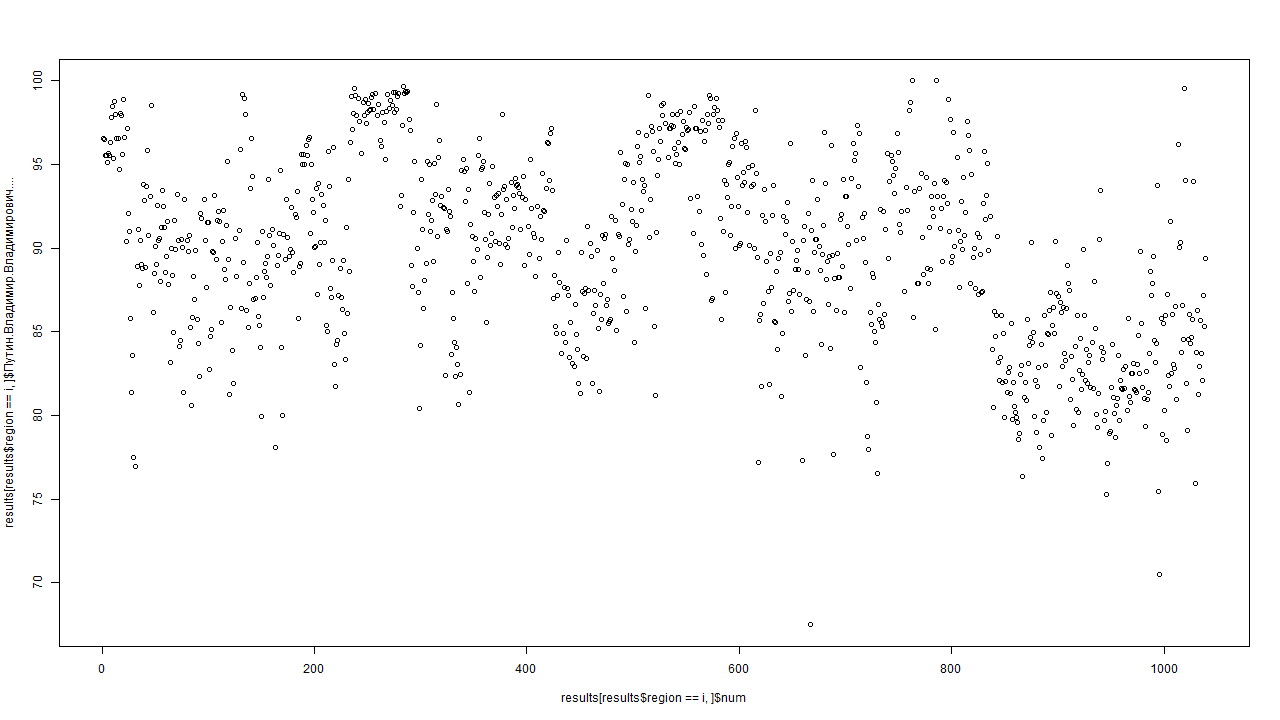 100
95
90
85
80
75
70
results[results$region == i, ]$Путин.Владимир.Владимирович....
0 200 400 600 800 1000
results[results$region == i, ]$num